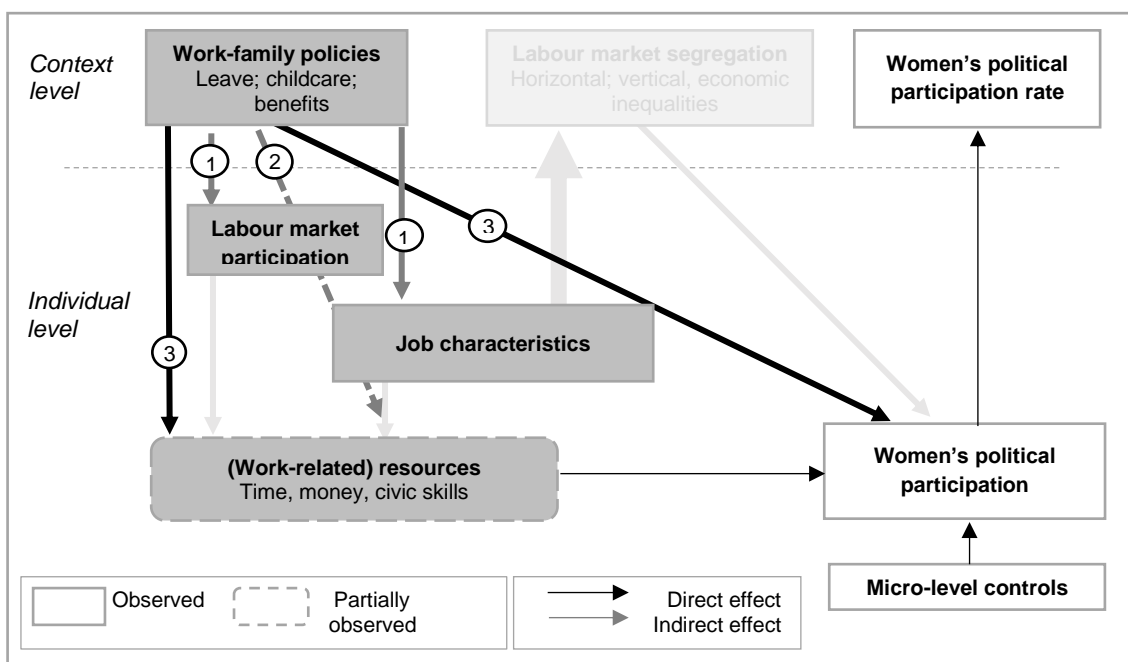 Context
level
Work-family policies
Leave; childcare;
benefits
Labour market segregation
Horizontal; vertical, economic
inequalities
Women's political
participation rate
1
2
Labour market
participation
1
3
Individual
level
Job characteristics
3
(Work-related) resources
Time, money, civic skills
Women's political
participation
Micro-level controls
Observed
Partially
observed
Direct effect
Indirect effect